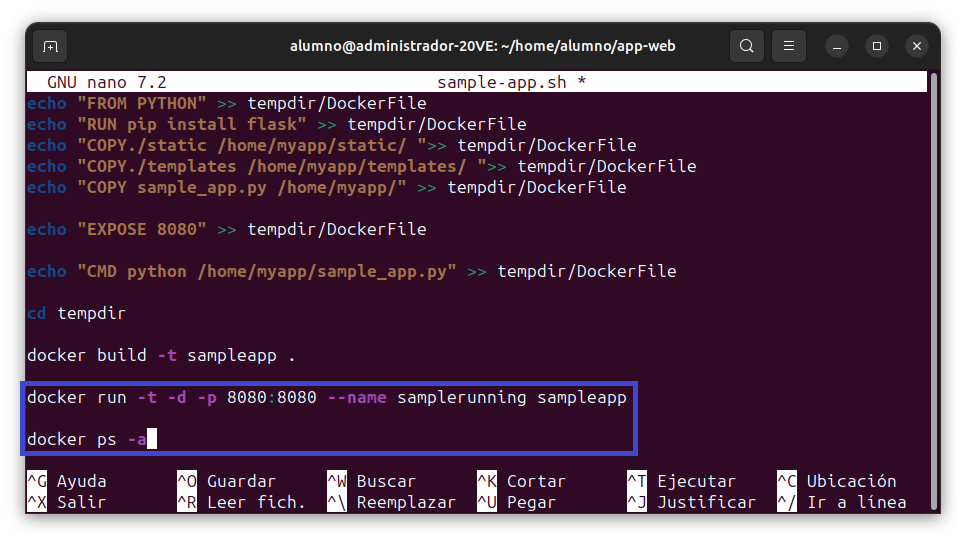 alumno@administrador-20VE: ~/home/alumno/app-web
GNU nano 7.2 sample-app.sh *
echo "FROM PYTHON" >> tempdir/DockerFile
echo "RUN pip install flask" >> tempdir/DockerFile
echo "COPY./static /home/myapp/static/ ">> tempdir/DockerFile
echo "COPY./templates /home/myapp/templates/ ">> tempdir/DockerFile
echo "COPY sample_app.py /home/myapp/" >> tempdir/DockerFile
echo "EXPOSE 8080" >> tempdir/DockerFile
echo "CMD python /home/myapp/sample_app.py" >> tempdir/DockerFile
cd tempdir
docker build -t sampleapp .
docker run -t -d -p 8080:8080 --name samplerunning sampleapp
docker ps -a
^G Ayuda ^O Guardar ^W Buscar ^K Cortar ^T Ejecutar ^C Ubicación
^X Salir ^R Leer fich. ^\ Reemplazar ^U Pegar ^J Justificar ^/ Ir a línea